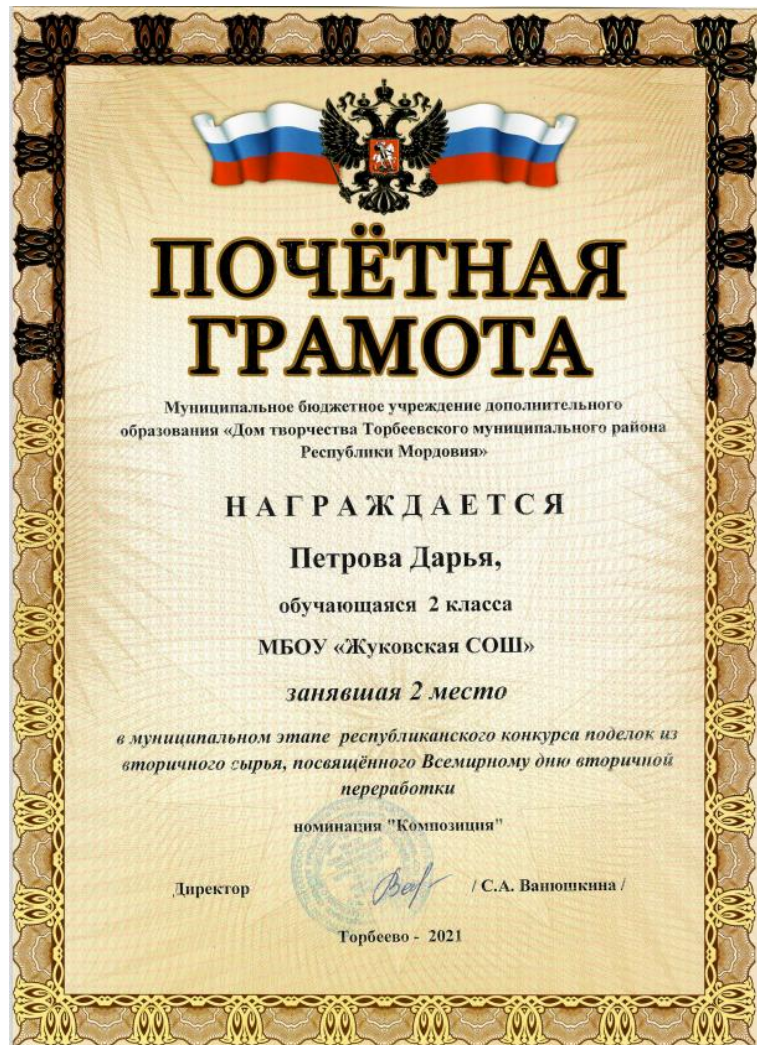 ПОЧЁТНАЯ
ГРАМОТА
Муниципальное бюджетное учреждение дополнительного
образования «Дом творчества Торбеевского муниципального района
Республики Мордовия»
НАГРАЖДАЕТСЯ
Петрова Дарья,
обучающаяся 2 класса
МБОУ «Жуковская СОШ»
занявшая 2 место
в муниципальном этапе республиканского конкурса поделок из
вторичного сырья, посвящённого Всемирному дню вторичной
переработки
номинация "Композиция"
Директор / С.А. Ванюшкина /
Торбеево - 2021